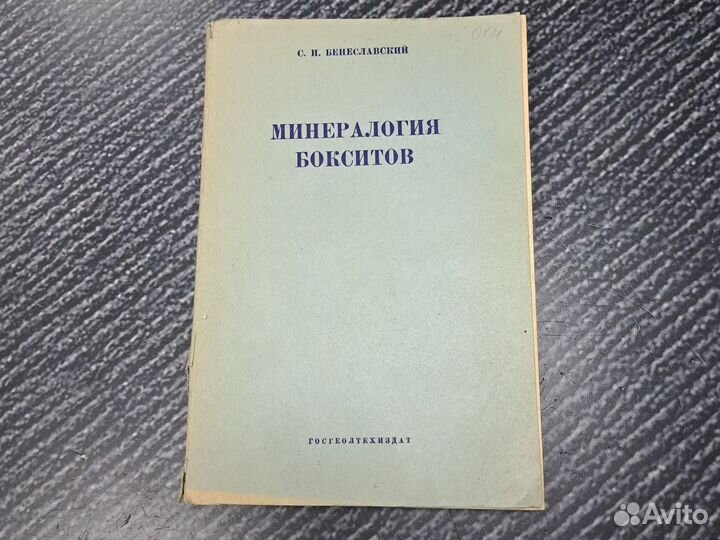 С. И. БЕНЕСЛАВСКИЙ
МИНЕРАЛОГИЯ
БОКСИТОВ
ГОСГЕОЛТЕХИЗДАТ
Avito